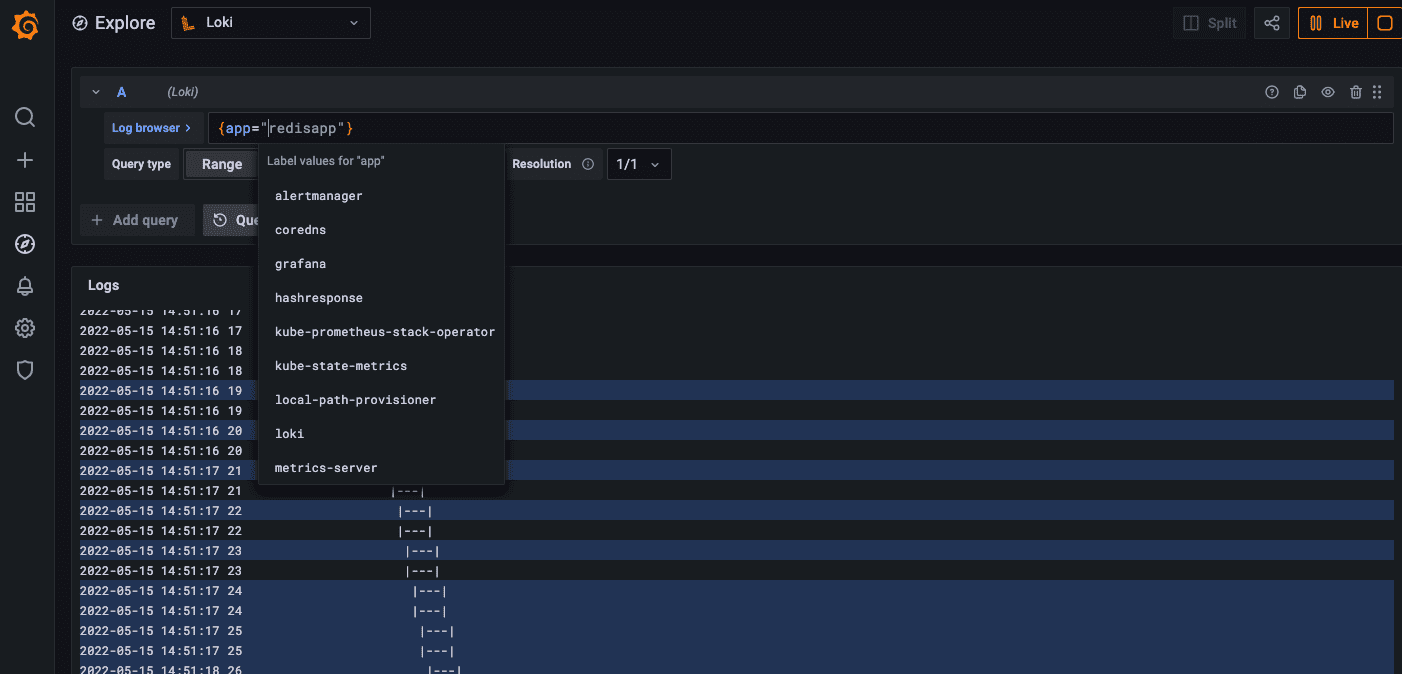 Explore
Loki
Split
Live
A
(Loki)
Log browser >
{app="redisapp"}
Query type
Range
Resolution
1/1
Label values for "app"
alertmanager
coredns
grafana
hashresponse
kube-prometheus-stack-operator
kube-state-metrics
local-path-provisioner
loki
metrics-server
+ Add query
Logs
2022-05-15 14:51:16 17
2022-05-15 14:51:16 17
2022-05-15 14:51:16 18
2022-05-15 14:51:16 18
2022-05-15 14:51:16 19
2022-05-15 14:51:16 19
2022-05-15 14:51:16 20
2022-05-15 14:51:16 20
2022-05-15 14:51:17 21
2022-05-15 14:51:17 21 |---|
2022-05-15 14:51:17 22 |---|
2022-05-15 14:51:17 22 |---|
2022-05-15 14:51:17 23 |---|
2022-05-15 14:51:17 23 |---|
2022-05-15 14:51:17 24 |---|
2022-05-15 14:51:17 24 |---|
2022-05-15 14:51:17 25 |---|
2022-05-15 14:51:17 25 |---|
2022-05-15 14:51:18 26 |---|